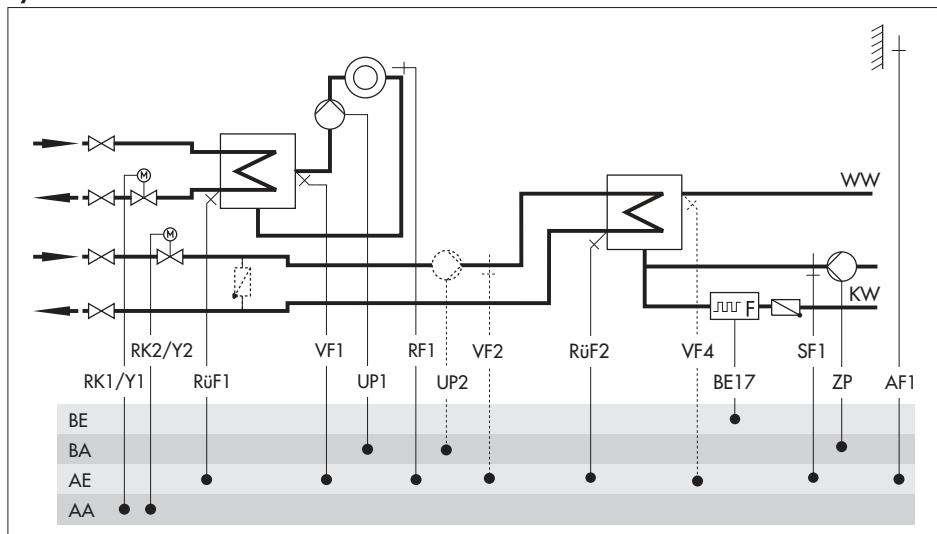 M
M
WW
F
KW
RK2/Y2 VF1 RF1 VF2 RüF2 VF4 SF1
RK1/Y1 RüF1 UP1 UP2 BE17 ZP AF1
BE
BA
AE
AA